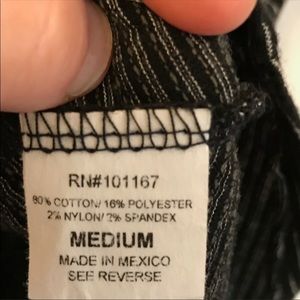 RN#101167
80% COTTON/ 16% POLYESTER
2% NYLON/ 2% SPANDEX
MEDIUM
MADE IN MEXICO
SEE REVERSE